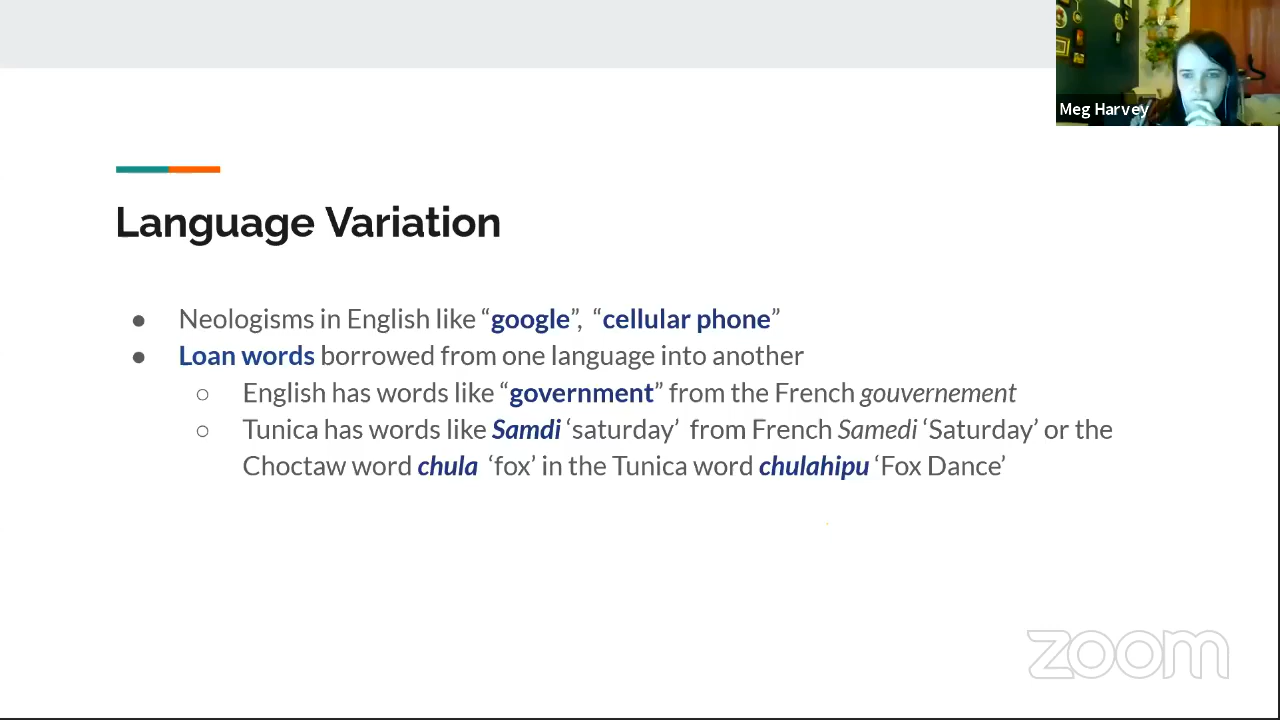 Meg Harvey
Language Variation
● Neologisms in English like “google”, “cellular phone”
● Loan words borrowed from one language into another
○ English has words like “government” from the French gouvernement
○ Tunica has words like Samdi ‘saturday’ from French Samedi ‘Saturday’ or the
Choctaw word chula ‘fox’ in the Tunica word chulahipu ‘Fox Dance’
zoom